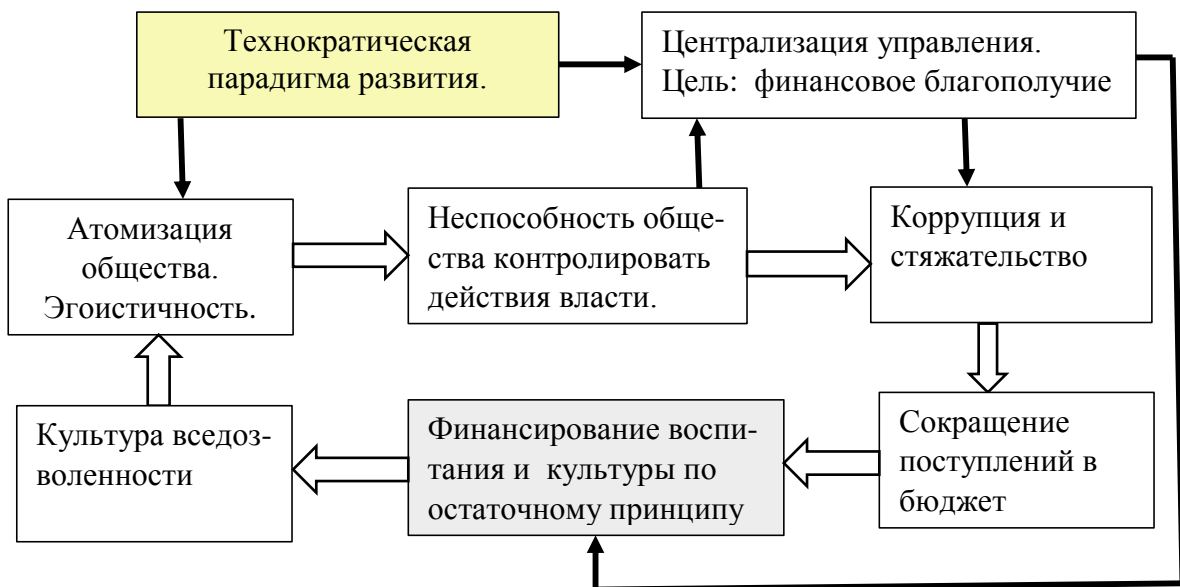 Технократическая
парадигма развития.
Централизация управления.
Цель: финансовое благополучие
Атомизация
общества.
Эгоистичность.
Неспособность обще-
ства контролировать
действия власти.
Коррупция и
стяжательство
Культура вседоз-
воленности
Финансирование воспи-
тания и культуры по
остаточному принципу
Сокращение
поступлений в
бюджет